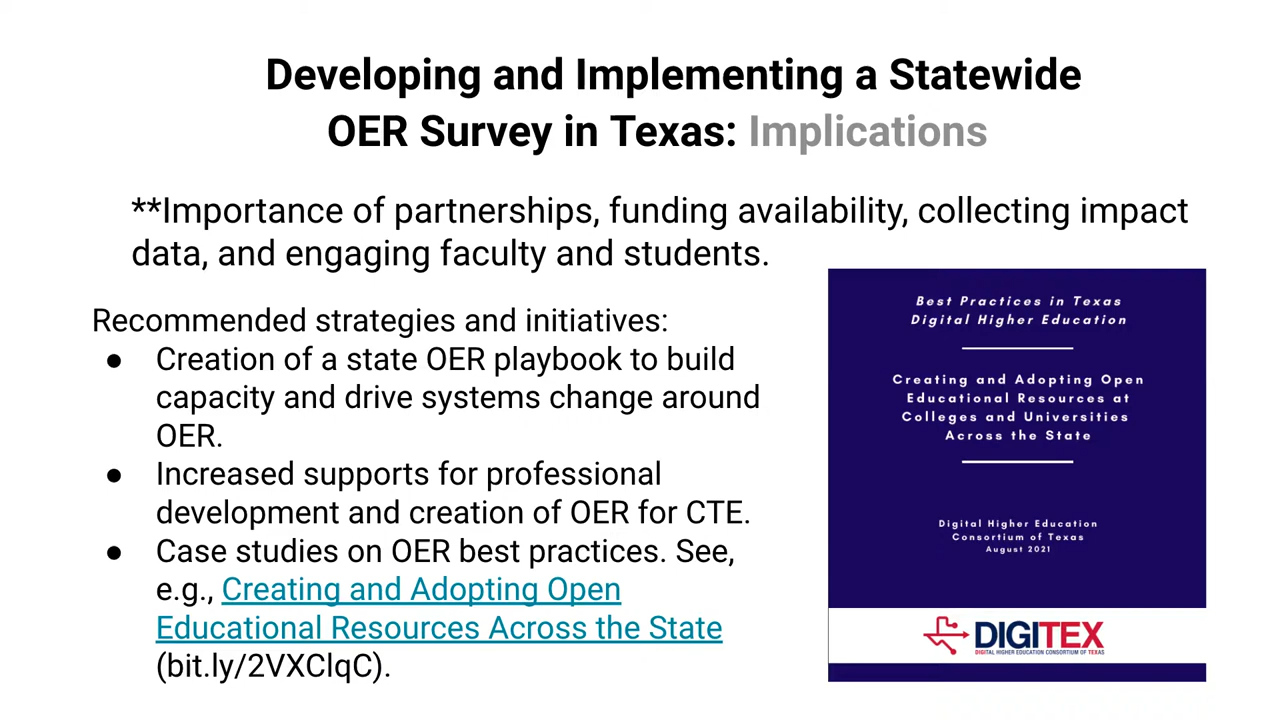 Developing and Implementing a Statewide
OER Survey in Texas: Implications
**Importance of partnerships, funding availability, collecting impact
data, and engaging faculty and students.
Recommended strategies and initiatives:
● Creation of a state OER playbook to build
capacity and drive systems change around
OER.
● Increased supports for professional
development and creation of OER for CTE.
● Case studies on OER best practices. See,
e.g., Creating and Adopting Open
Educational Resources Across the State
(bit.ly/2VXClqC).
Best Practices in Texas
Digital Higher Education
Creating and Adopting Open
Educational Resources at
Colleges and Universities
Across the State
Digital Higher Education
Consortium of Texas
August 2021
DIGITEX
DIGITAL HIGHER EDUCATION CONSORTIUM OF TEXAS